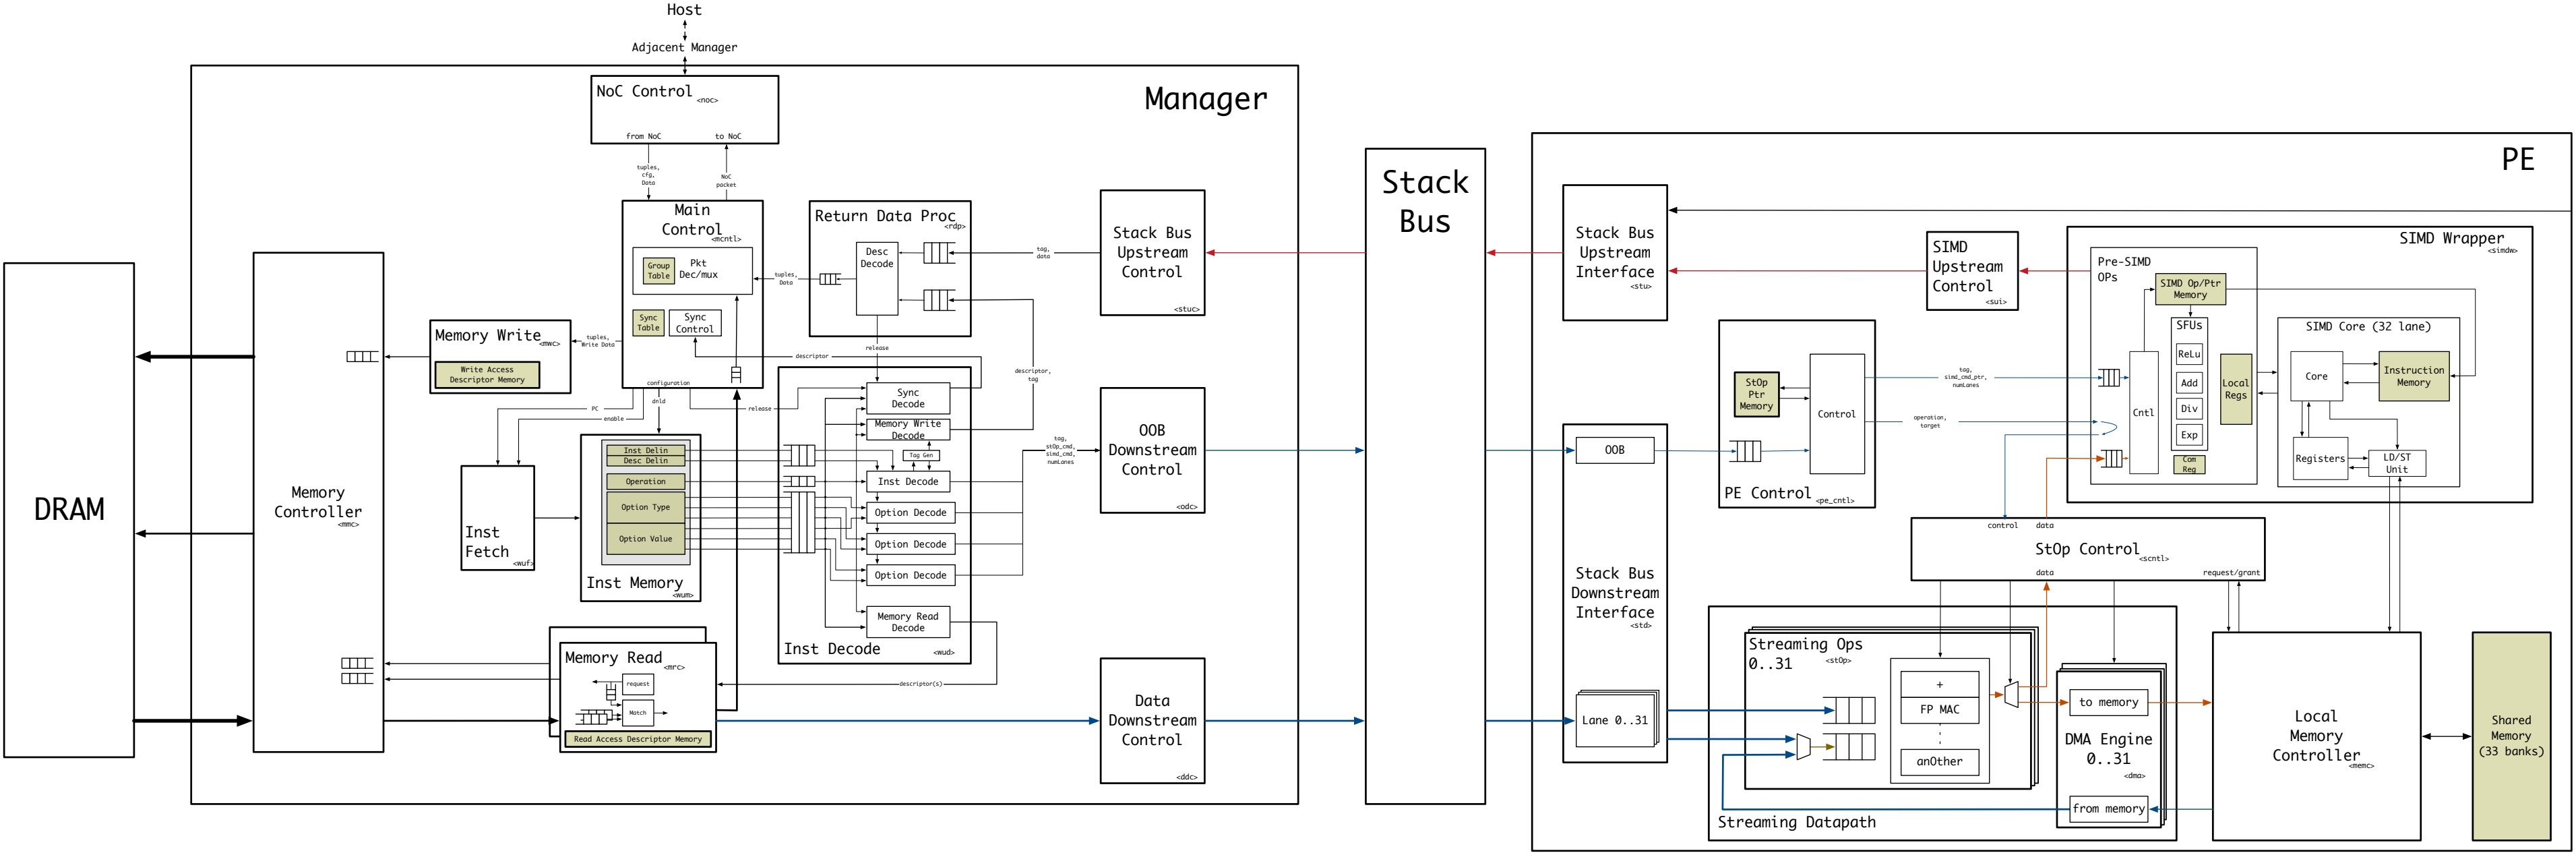 Host
Adjacent Manager
Manager
NoC Control
<noc>
from NoC
to NoC
tuples,
cfg,
Data
NoC
packet
Main
Control
<mcntl>
Group
Table
Pkt
Dec/mux
Sync
Table
Sync
Control
configuration
tuples,
Data
Return Data Proc
<rdp>
Desc
Decode
tag,
data
Stack Bus
Upstream
Control
<stuc>
release
descriptor
descriptor,
tag
Memory Write
<mwc>
Write Access
Descriptor Memory
tuples,
Write Data
PC
enable
dnld
release
DRAM
Memory
Controller
<mmc>
Inst
Fetch
<wuf>
Inst Delin
Desc Delin
Operation
Option Type
Option Value
Inst Memory
<wum>
Sync
Decode
Memory Write
Decode
Tag Gen
Inst Decode
Option Decode
Option Decode
Option Decode
Memory Read
Decode
Inst Decode
<wud>
descriptor(s)
tag,
stOp_cmd,
simd_cmd,
numLanes
OOB
Downstream
Control
<odc>
Memory Read
<mrc>
request
Match
Read Access Descriptor Memory
Data
Downstream
Control
<ddc>
Stack
Bus
PE
Stack Bus
Upstream
Interface
<stu>
SIMD
Upstream
Control
<sui>
SIMD Wrapper
<simdw>
Pre-SIMD
OPs
SIMD Op/Ptr
Memory
SFUs
ReLu
Add
Div
Exp
Com
Reg
Cntl
Local
Regs
SIMD Core (32 lane)
Core
Instruction
Memory
Registers
LD/ST
Unit
StOp
Ptr
Memory
Control
PE Control
<pe_cntl>
tag,
simd_cmd_ptr,
numLanes
operation,
target
OOB
Stack Bus
Downstream
Interface
<std>
Lane 0..31
control
data
StOp Control
<scntl>
data
request/grant
Streaming Ops
0..31
<stOp>
+
FP MAC
anOther
to memory
DMA Engine
0..31
<dma>
from memory
Streaming Datapath
Local
Memory
Controller
<memc>
Shared
Memory
(33 banks)